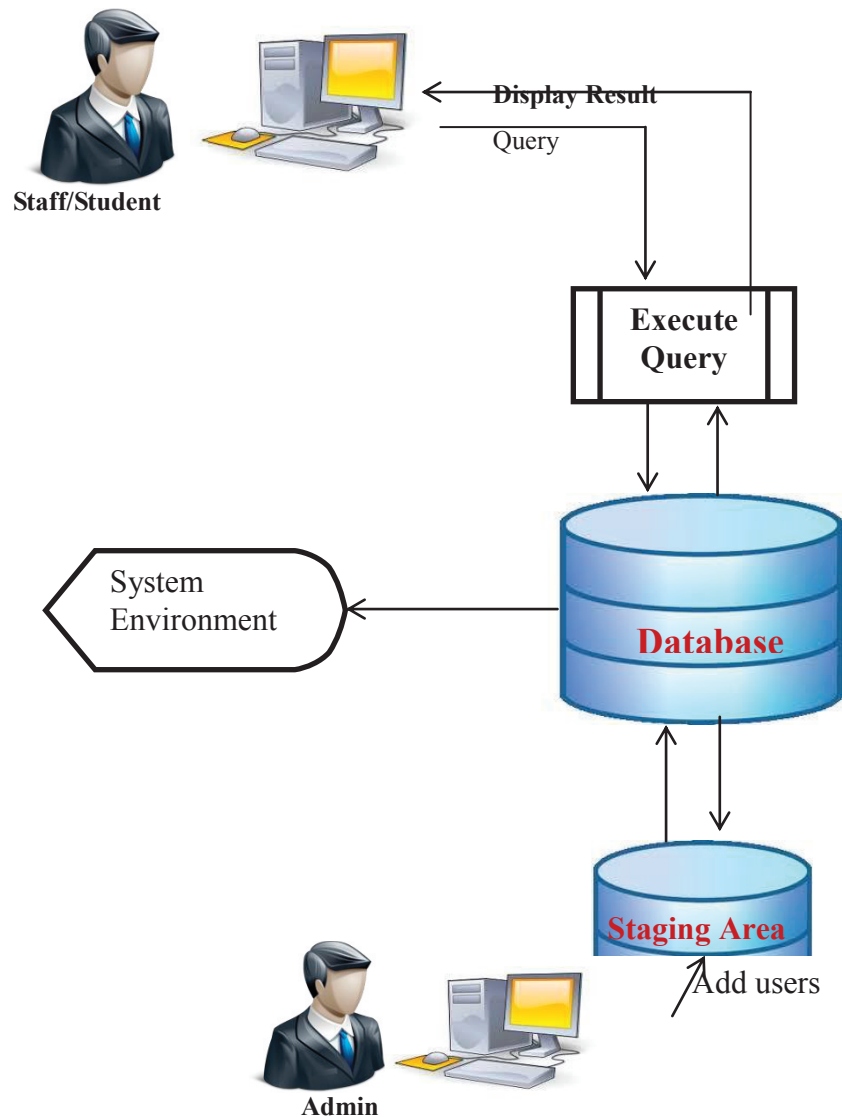 Display Result
Query
Staff/Student
Execute
Query
System
Environment
Database
Staging Area
Add users
Admin